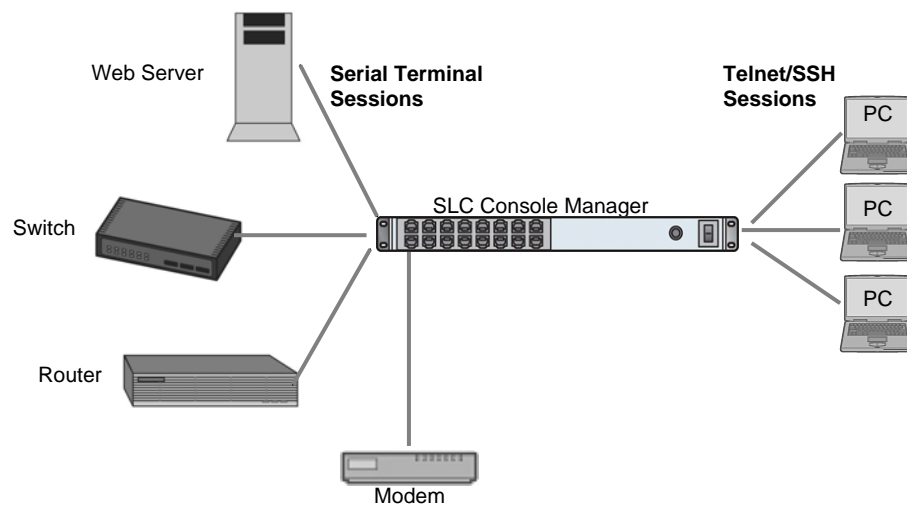 Web Server
Serial Terminal
Sessions
Telnet/SSH
Sessions
PC
SLC Console Manager
PC
Switch
PC
Router
Modem